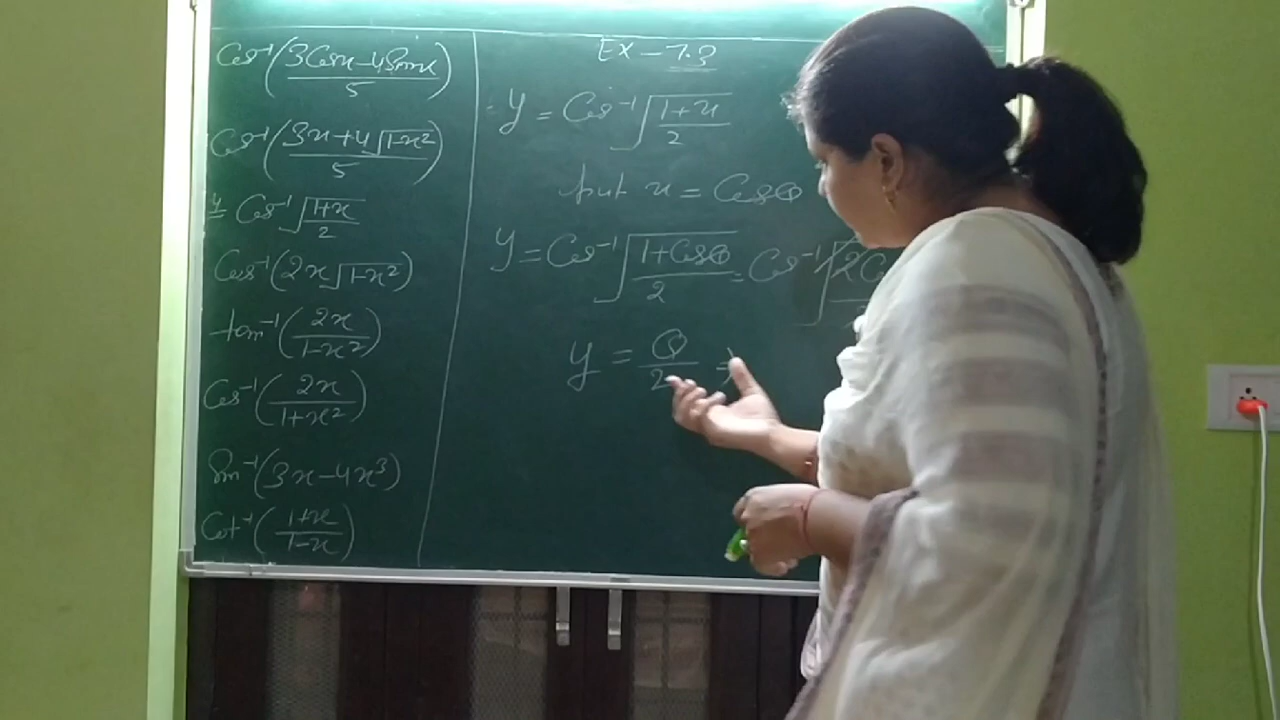 Cos⁻¹(3Cosx-4Sinx/5)
Cos⁻¹(3x+4√1-x²/5)
y = Cos⁻¹√1+x/2
Cos⁻¹(2x√1-x²)
tan⁻¹(2x/1-x²)
Cos⁻¹(2x/1+x²)
Sin⁻¹(3x-4x³)
Cot⁻¹(1+x/1-x)
EX-7.3
y = Cos⁻¹√1+x/2
put x = Cosθ
y = Cos⁻¹√1+Cosθ/2 = Cos⁻¹√2
y = θ/2 ⇒